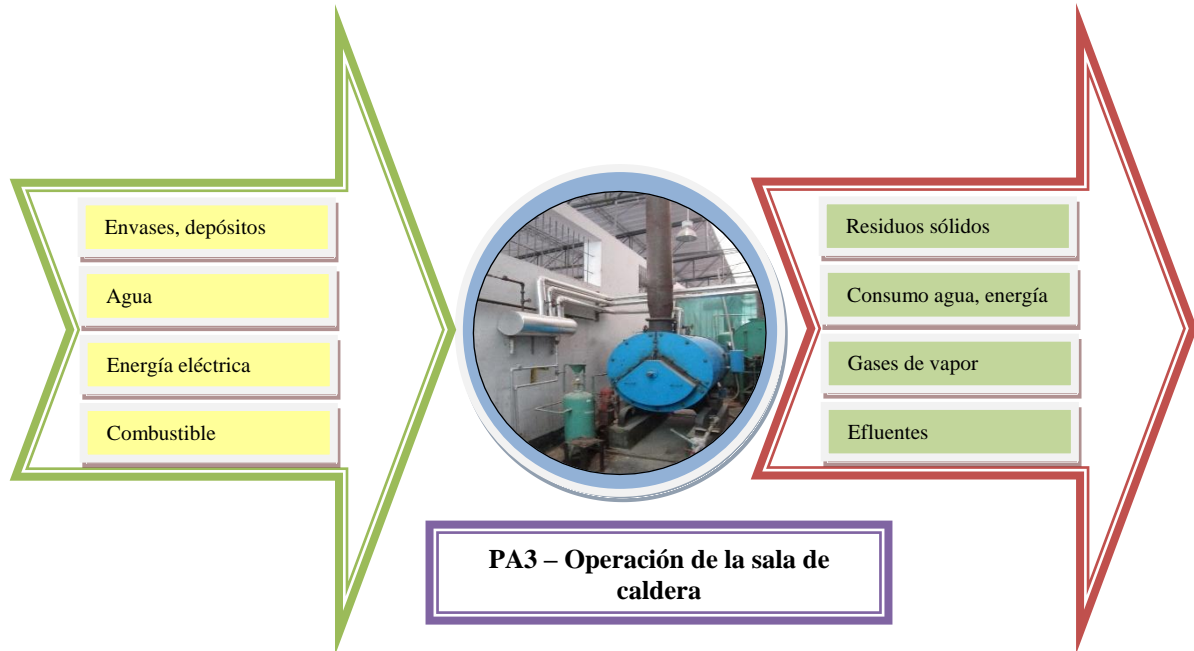 Envases, depósitos
Agua
Energía eléctrica
Combustible
Residuos sólidos
Consumo agua, energía
Gases de vapor
Efluentes
PA3 – Operación de la sala de
caldera